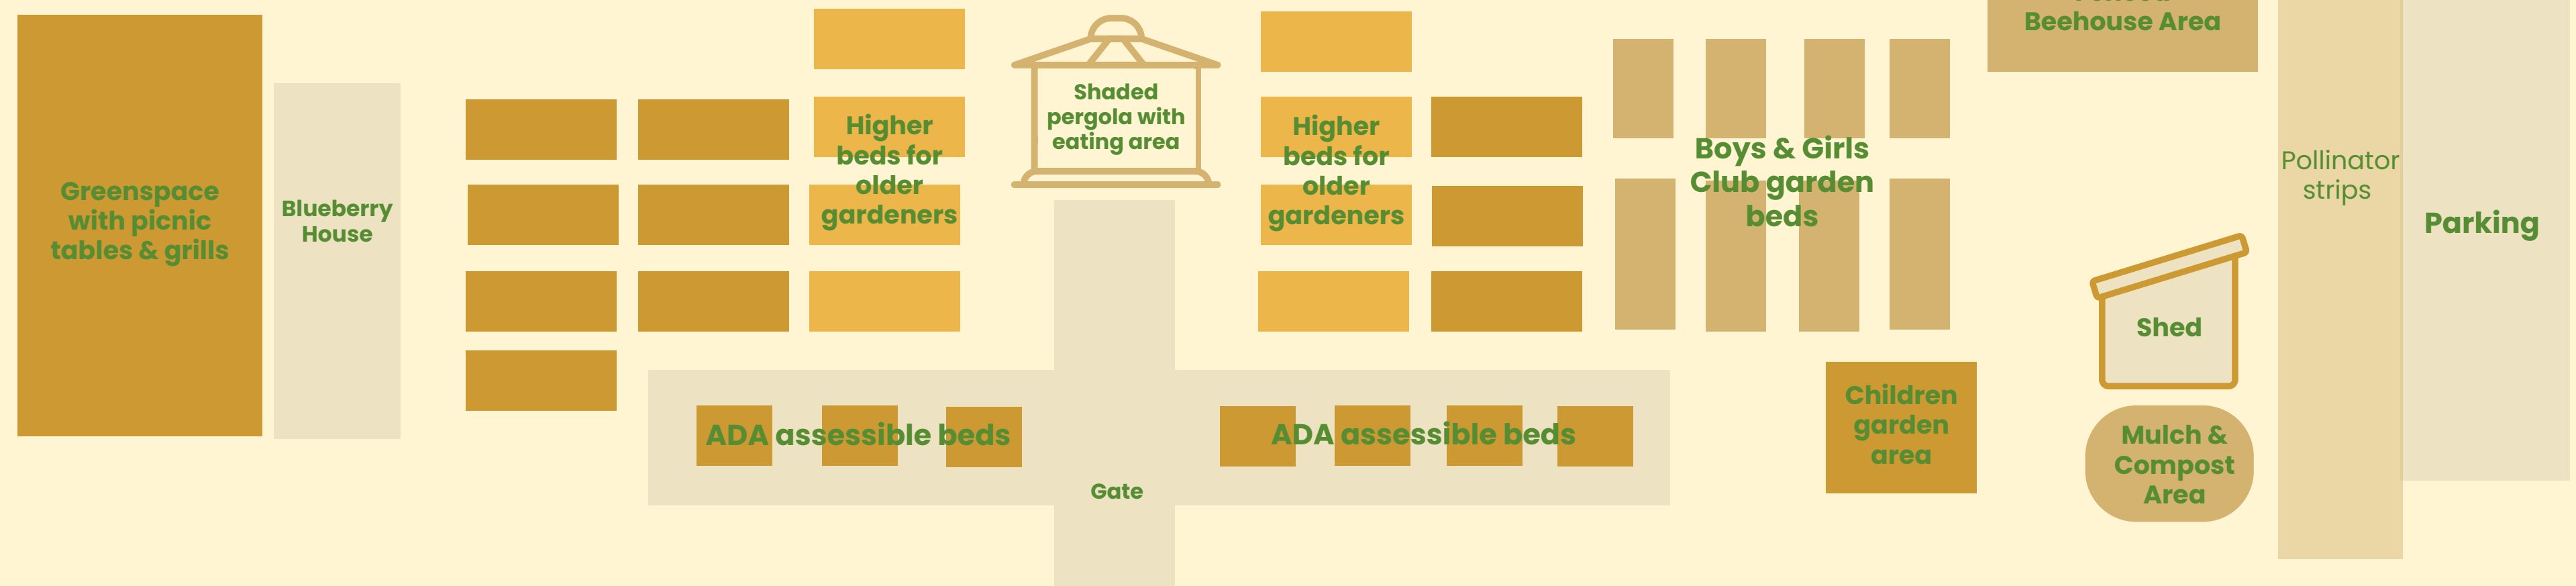 Beehouse Area
Greenspace
with picnic
tables & grills
Blueberry
House
Higher
beds for
older
gardeners
Shaded
pergola with
eating area
Higher
beds for
older
gardeners
Boys & Girls
Club garden
beds
Pollinator
strips
Parking
Shed
ADA assessible beds
ADA assessible beds
Gate
Children
garden
area
Mulch &
Compost
Area